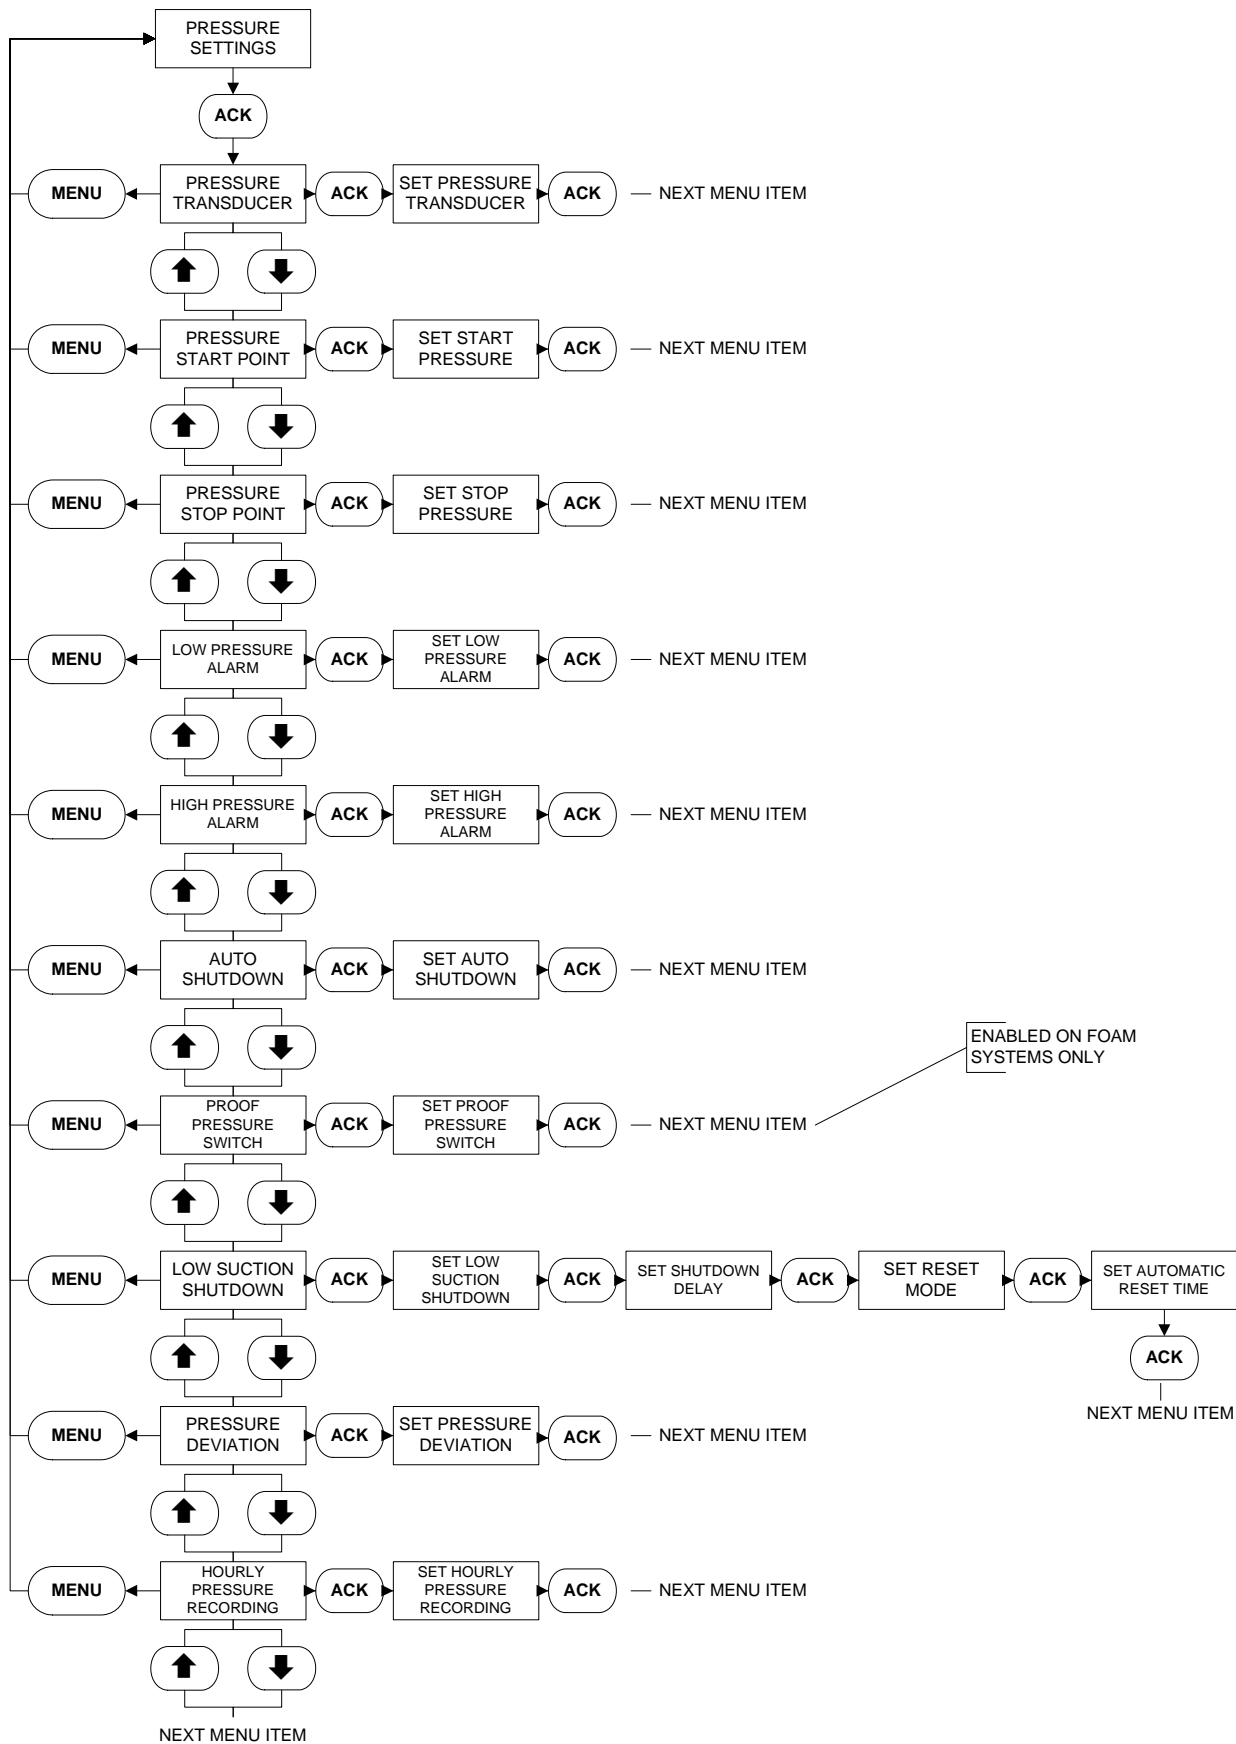 PRESSURE
SETTINGS
ACK
MENU
PRESSURE
TRANSDUCER
ACK
SET PRESSURE
TRANSDUCER
ACK
NEXT MENU ITEM
MENU
PRESSURE
START POINT
ACK
SET START
PRESSURE
ACK
NEXT MENU ITEM
MENU
PRESSURE
STOP POINT
ACK
SET STOP
PRESSURE
ACK
NEXT MENU ITEM
MENU
LOW PRESSURE
ALARM
ACK
SET LOW
PRESSURE
ALARM
ACK
NEXT MENU ITEM
MENU
HIGH PRESSURE
ALARM
ACK
SET HIGH
PRESSURE
ALARM
ACK
NEXT MENU ITEM
MENU
AUTO
SHUTDOWN
ACK
SET AUTO
SHUTDOWN
ACK
NEXT MENU ITEM
ENABLED ON FOAM
SYSTEMS ONLY
MENU
PROOF
PRESSURE
SWITCH
ACK
SET PROOF
PRESSURE
SWITCH
ACK
NEXT MENU ITEM
MENU
LOW SUCTION
SHUTDOWN
ACK
SET LOW
SUCTION
SHUTDOWN
ACK
SET SHUTDOWN
DELAY
ACK
SET RESET
MODE
ACK
SET AUTOMATIC
RESET TIME
ACK
NEXT MENU ITEM
MENU
PRESSURE
DEVIATION
ACK
SET PRESSURE
DEVIATION
ACK
NEXT MENU ITEM
MENU
HOURLY
PRESSURE
RECORDING
ACK
SET HOURLY
PRESSURE
RECORDING
ACK
NEXT MENU ITEM
NEXT MENU ITEM